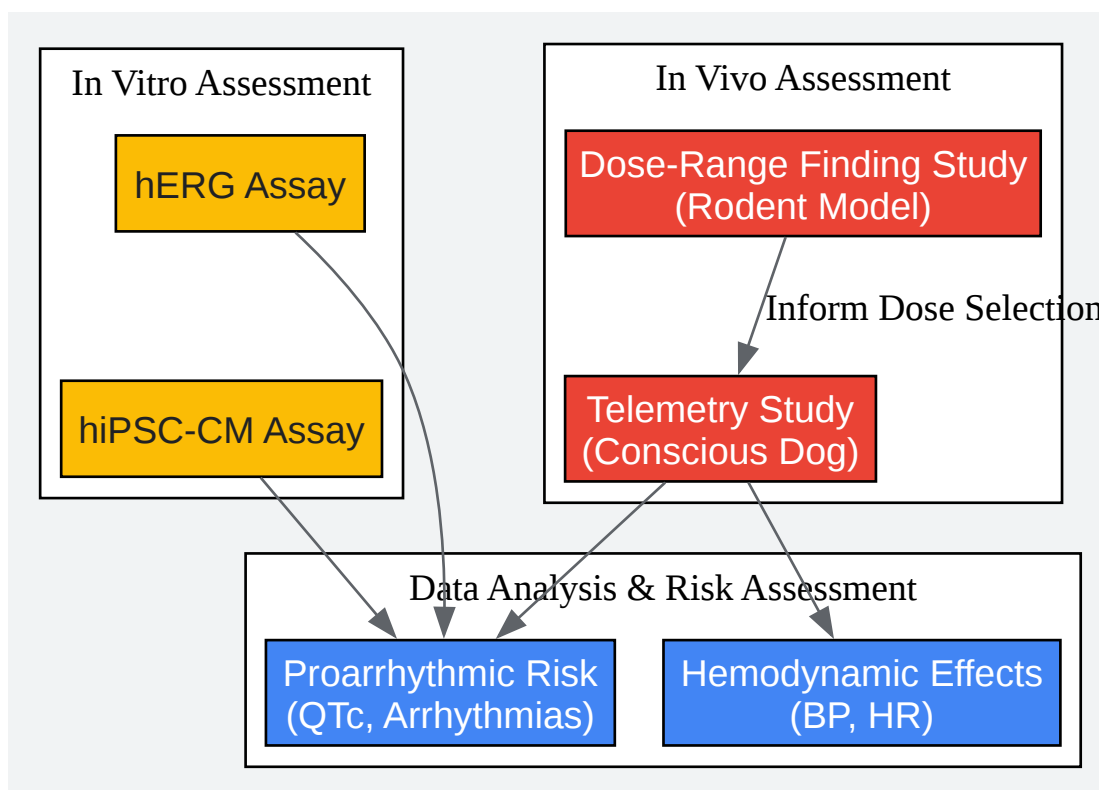 In Vitro Assessment
hERG Assay
hiPSC-CM Assay
In Vivo Assessment
Dose-Range Finding Study
(Rodent Model)
Inform Dose Selection
Telemetry Study
(Conscious Dog)
Data Analysis & Risk Assessment
Proarrhythmic Risk
(QTc, Arrhythmias)
Hemodynamic Effects
(BP, HR)